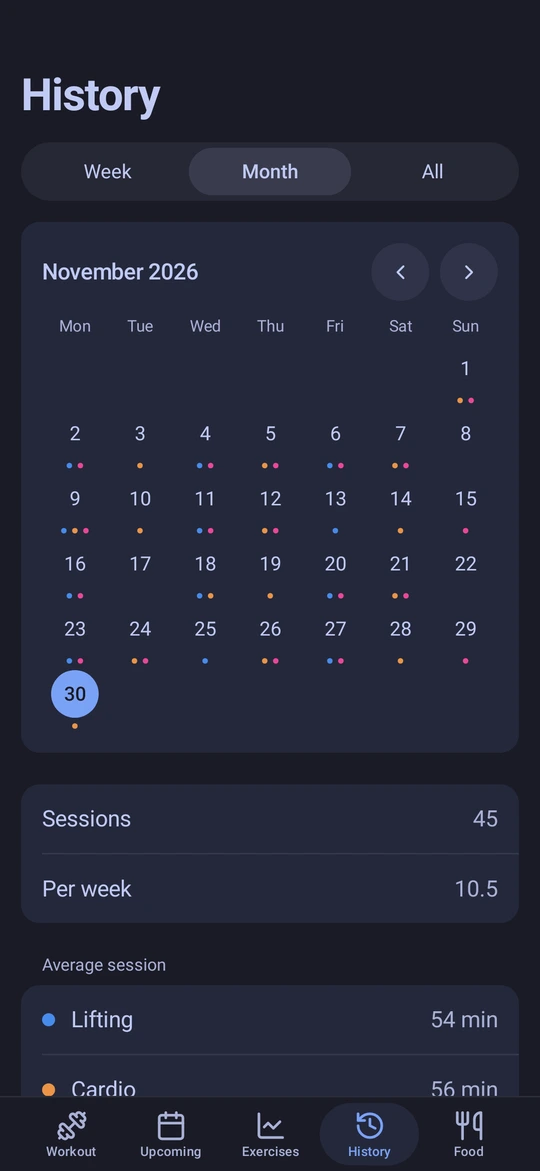 History
Week Month All
November 2026
Mon Tue Wed Thu Fri Sat Sun
1
2 3 4 5 6 7 8
9 10 11 12 13 14 15
16 17 18 19 20 21 22
23 24 25 26 27 28 29
30
Sessions 45
Per week 10.5
Average session
Lifting 54 min
Cardio 56 min
Workout Upcoming Exercises History Food